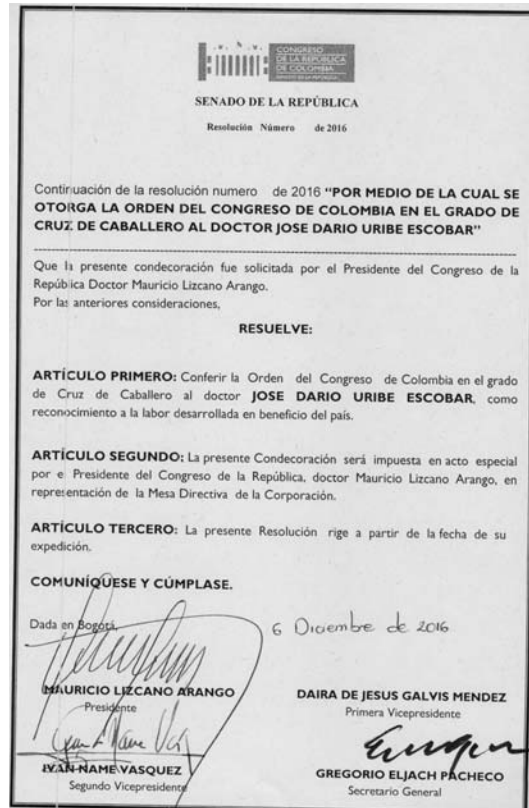 CONGRESO
DE LA REPÚBLICA
DE COLOMBIA
SENADO DE LA REPÚBLICA
Resolución Número de 2016
Continuación de la resolución numero de 2016 “POR MEDIO DE LA CUAL SE
OTORGA LA ORDEN DEL CONGRESO DE COLOMBIA EN EL GRADO DE
CRUZ DE CABALLERO AL DOCTOR JOSE DARIO URIBE ESCOBAR”
Que la presente condecoración fue solicitada por el Presidente del Congreso de la
República Doctor Mauricio Lizcano Arango.
Por las anteriores consideraciones,
RESUELVE:
ARTÍCULO PRIMERO: Conferir la Orden del Congreso de Colombia en el grado
de Cruz de Caballero al doctor JOSE DARIO URIBE ESCOBAR, como
reconocimiento a la labor desarrollada en beneficio del país.
ARTÍCULO SEGUNDO: La presente Condecoración será impuesta en acto especial
por el Presidente del Congreso de la República, doctor Mauricio Lizcano Arango, en
representación de la Mesa Directiva de la Corporación.
ARTÍCULO TERCERO: La presente Resolución rige a partir de la fecha de su
expedición.
COMUNÍQUESE Y CÚMPLASE.
Dada en Bogotá, 6 Diciembre de 2016
MAURICIO LIZCANO ARANGO DAIRA DE JESUS GALVIS MENDEZ
Presidente Primera Vicepresidente
IVÁN NAME VASQUEZ GREGORIO ELJACH PACHECO
Segundo Vicepresidente Secretario General